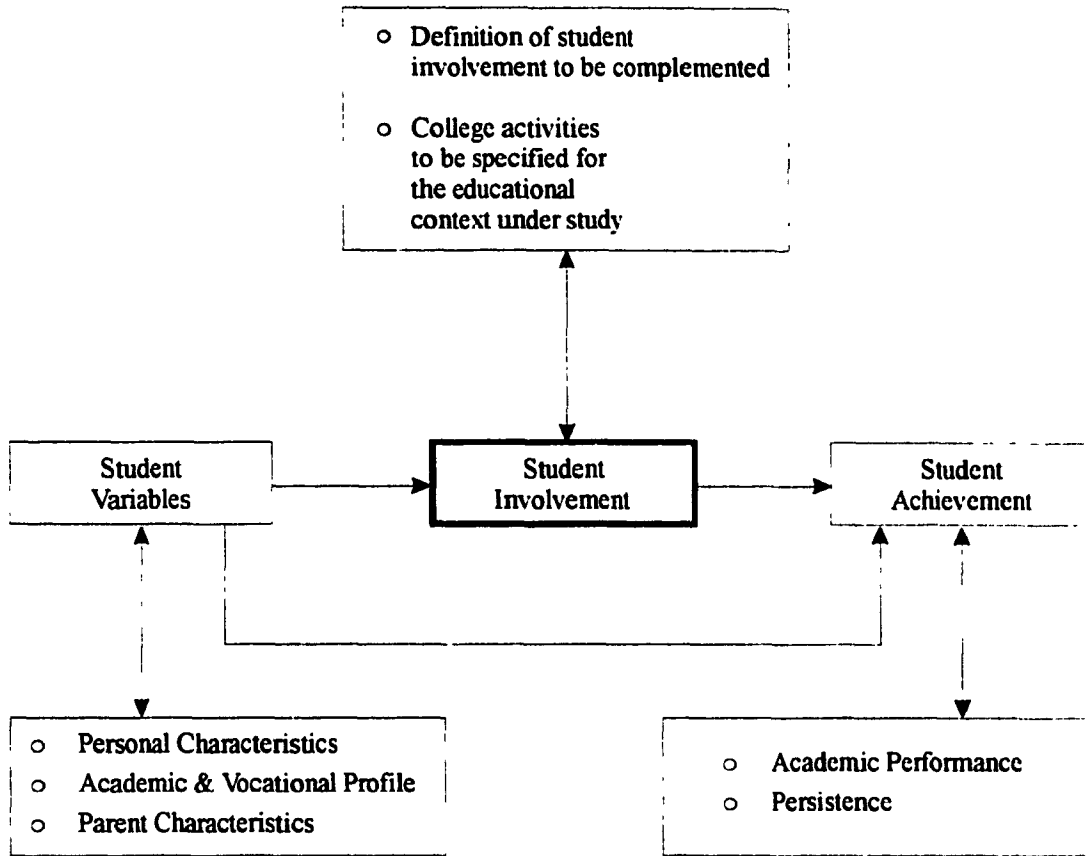 Definition of student
involvement to be complemented
College activities
to be specified for
the educational
context under study
Student
Variables
Student
Involvement
Student
Achievement
Personal Characteristics
Academic & Vocational Profile
Parent Characteristics
Academic Performance
Persistence